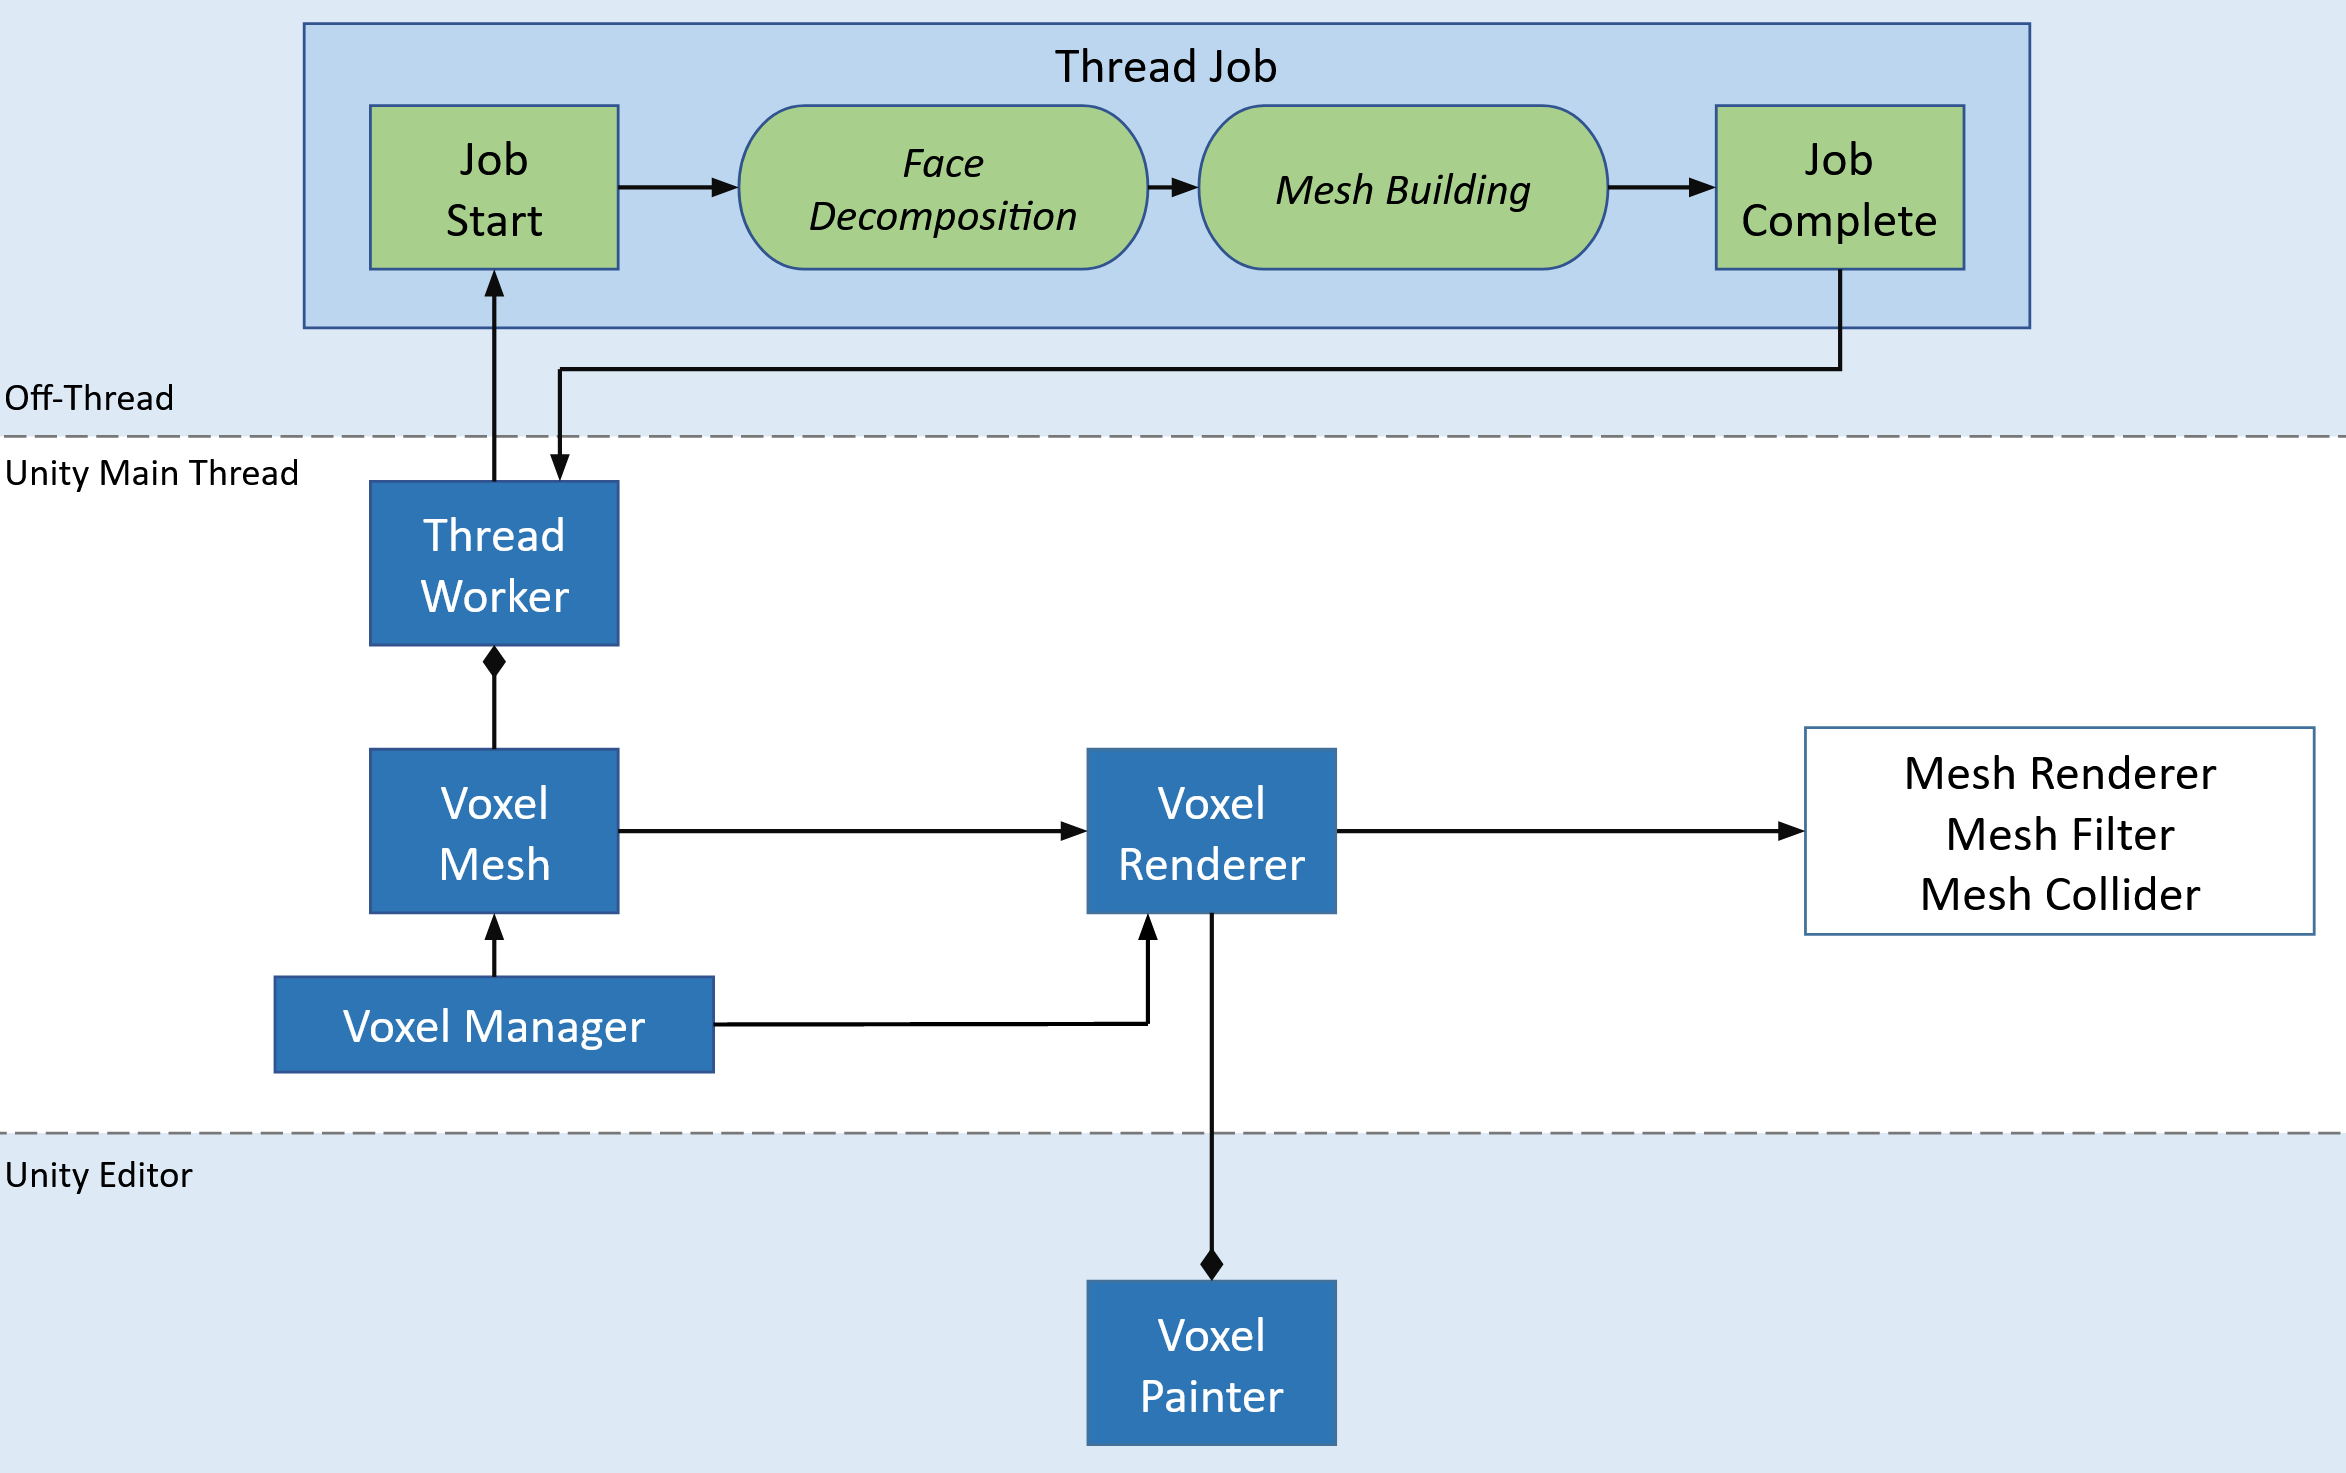 Thread Job
Job
Start
Face
Decomposition
Mesh Building
Job
Complete
Off-Thread
Unity Main Thread
Thread
Worker
Voxel
Mesh
Voxel
Renderer
Mesh Renderer
Mesh Filter
Mesh Collider
Voxel Manager
Unity Editor
Voxel
Painter